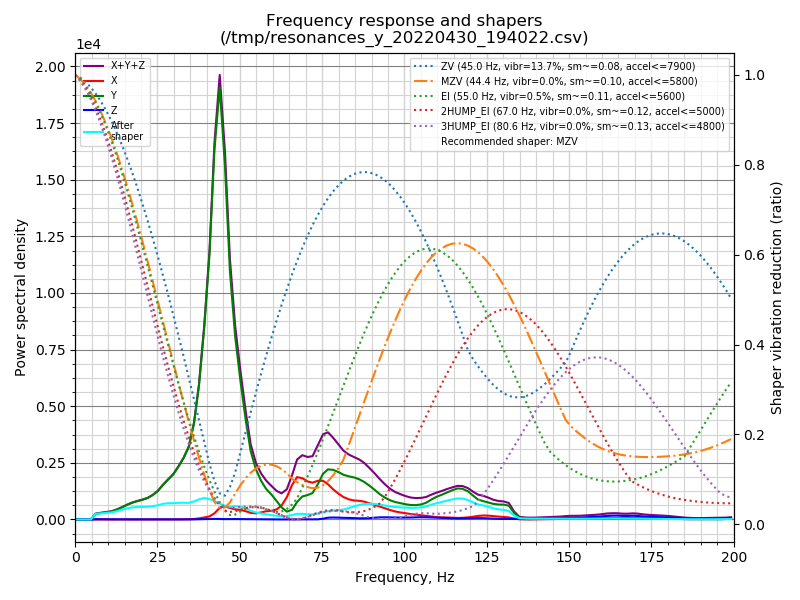 Frequency response and shapers
(/tmp/resonances_y_20220430_194022.csv)
1e4
X+Y+Z
X
Y
Z
After
shaper
ZV (45.0 Hz, vibr=13.7%, sm~=0.08, accel<=7900)
MZV (44.4 Hz, vibr=0.0%, sm~=0.10, accel<=5800)
EI (55.0 Hz, vibr=0.5%, sm~=0.11, accel<=5600)
2HUMP_EI (67.0 Hz, vibr=0.0%, sm~=0.12, accel<=5000)
3HUMP_EI (80.6 Hz, vibr=0.0%, sm~=0.13, accel<=4800)
Recommended shaper: MZV
2.00
1.75
1.50
1.25
1.00
0.75
0.50
0.25
0.00
Power spectral density
1.0
0.8
0.6
0.4
0.2
0.0
Shaper vibration reduction (ratio)
0 25 50 75 100 125 150 175 200
Frequency, Hz